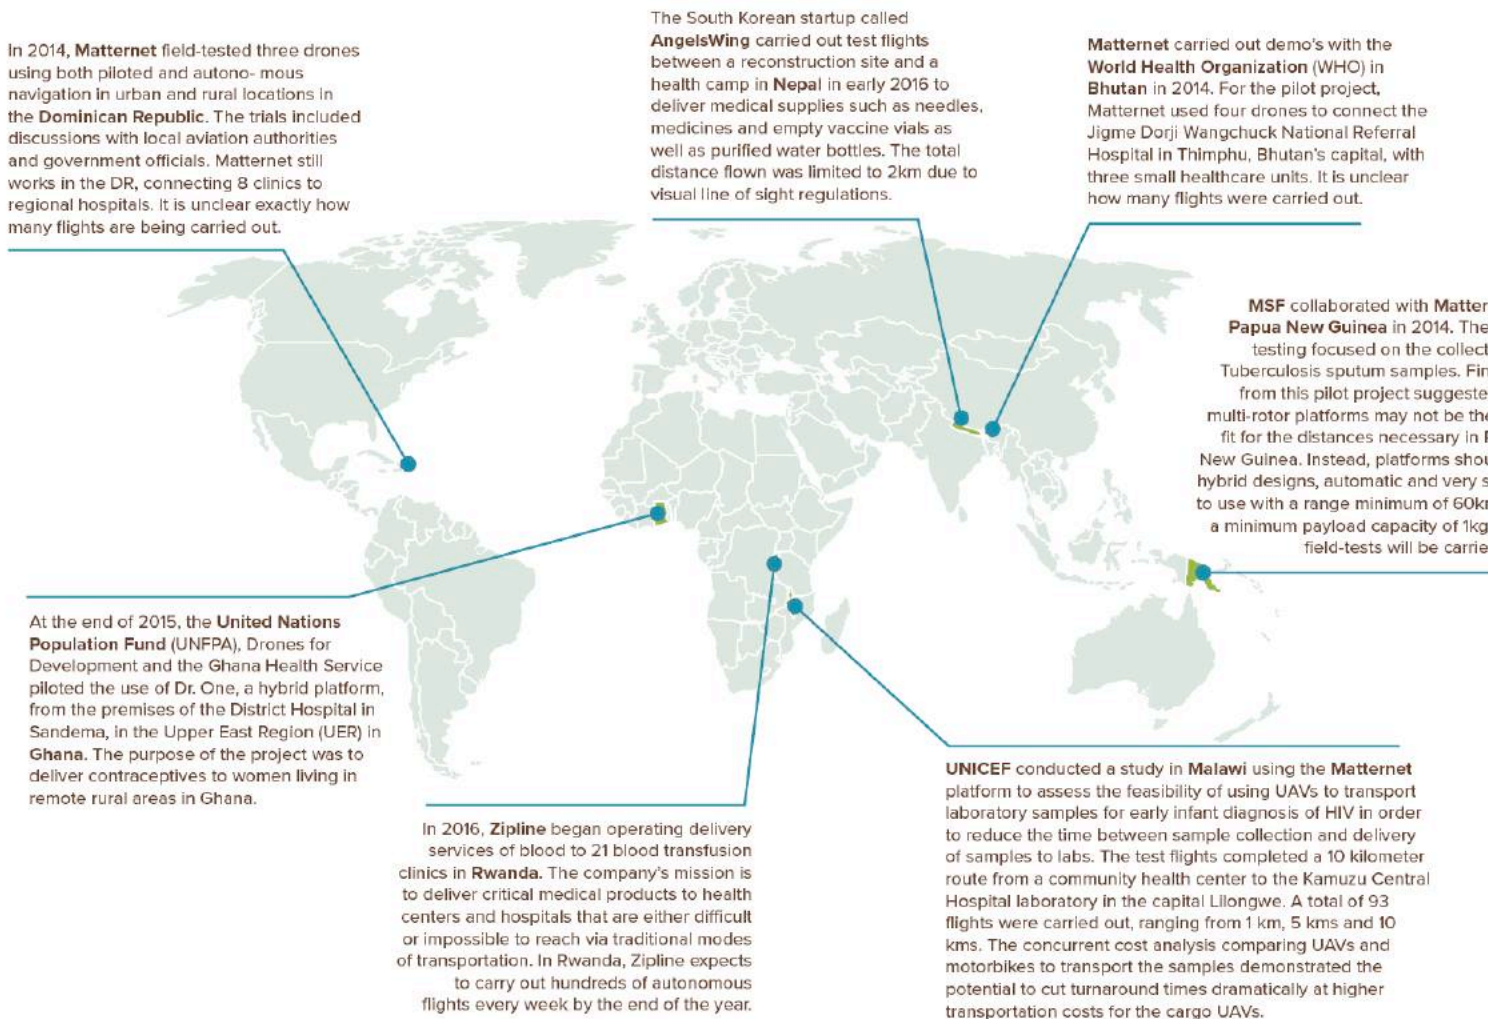 In 2014, Matternet field-tested three drones
using both piloted and autono- mous
navigation in urban and rural locations in
the Dominican Republic. The trials included
discussions with local aviation authorities
and government officials. Matternet still
works in the DR, connecting 8 clinics to
regional hospitals. It is unclear exactly how
many flights are being carried out.
The South Korean startup called
AngelsWing carried out test flights
between a reconstruction site and a
health camp in Nepal in early 2016 to
deliver medical supplies such as needles,
medicines and empty vaccine vials as
well as purified water bottles. The total
distance flown was limited to 2km due to
visual line of sight regulations.
Matternet carried out demo's with the
World Health Organization (WHO) in
Bhutan in 2014. For the pilot project,
Matternet used four drones to connect the
Jigme Dorji Wangchuck National Referral
Hospital in Thimphu, Bhutan's capital, with
three small healthcare units. It is unclear
how many flights were carried out.
MSF collaborated with
Papua New Guinea in 2014. The
testing focused on the
Tuberculosis sputum samples.
from this pilot project
multi-rotor platforms may not be
fit for the distances necessary in
New Guinea. Instead, platforms
hybrid designs, automatic and very
to use with a range minimum of
a minimum payload capacity of 1kg
field-tests will be
At the end of 2015, the United Nations
Population Fund (UNFPA), Drones for
Development and the Ghana Health Service
piloted the use of Dr. One, a hybrid platform,
from the premises of the District Hospital in
Sandema, in the Upper East Region (UER) in
Ghana. The purpose of the project was to
deliver contraceptives to women living in
remote rural areas in Ghana.
In 2016, Zipline began operating delivery
services of blood to 21 blood transfusion
clinics in Rwanda. The company's mission is
to deliver critical medical products to health
centers and hospitals that are either difficult
or impossible to reach via traditional modes
of transportation. In Rwanda, Zipline expects
to carry out hundreds of autonomous
flights every week by the end of the year.
UNICEF conducted a study in Malawi using the Matternet
platform to assess the feasibility of using UAVs to transport
laboratory samples for early infant diagnosis of HIV in order
to reduce the time between sample collection and delivery
of samples to labs. The test flights completed a 10 kilometer
route from a community health center to the Kamuzu Central
Hospital laboratory in the capital Lilongwe. A total of 93
flights were carried out, ranging from 1 km, 5 kms and 10
kms. The concurrent cost analysis comparing UAVs and
motorbikes to transport the samples demonstrated the
potential to cut turnaround times dramatically at higher
transportation costs for the cargo UAVs.